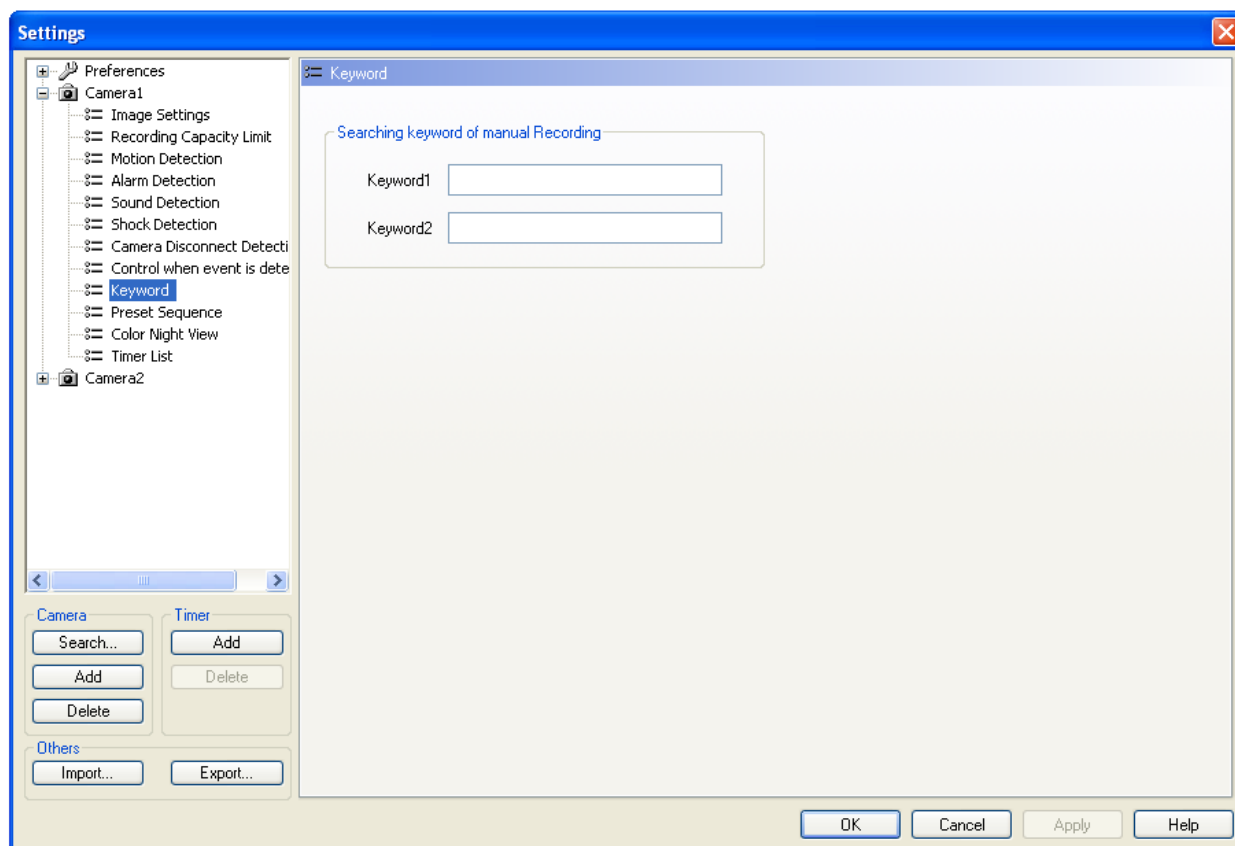 Settings
Preferences
Camera1
Image Settings
Recording Capacity Limit
Motion Detection
Alarm Detection
Sound Detection
Shock Detection
Camera Disconnect Detecti
Control when event is dete
Keyword
Preset Sequence
Color Night View
Timer List
Camera2
Keyword
Searching keyword of manual Recording
Keyword1
Keyword2
Camera
Timer
Search...
Add
Add
Delete
Delete
Others
Import...
Export...
OK
Cancel
Apply
Help